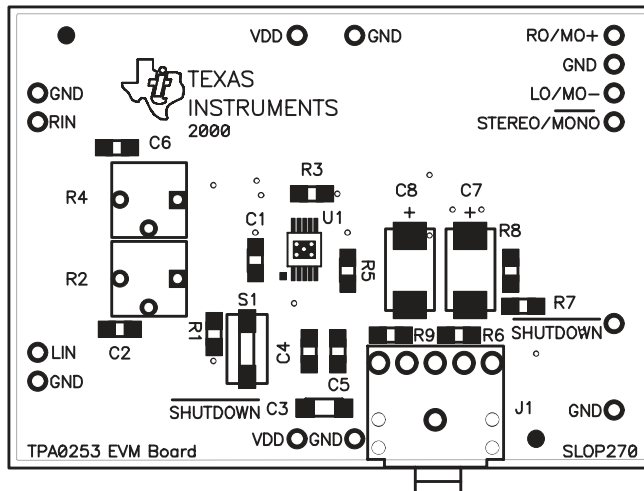 VDD
GND
RO/MO+
GND
LO/MO-
STEREO/MONO
GND
RIN
TEXAS
INSTRUMENTS
2000
C6
R4
R3
C8
C7
+
+
C1
U1
R8
R2
R5
S1
R7
SHUTDOWN
R1
C4
R9
R6
C2
LIN
GND
C5
C3
SHUTDOWN
J1
GND
VDD
GND
TPA0253 EVM Board
SLOP270